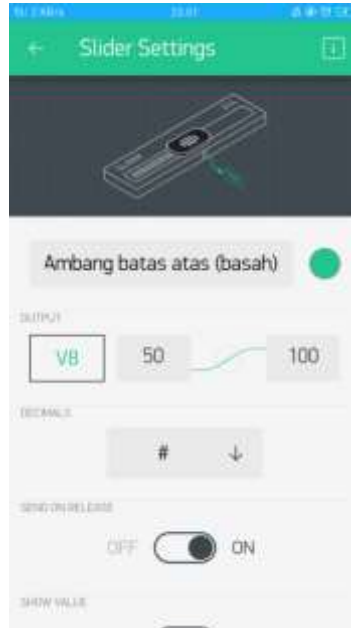 Slider Settings
Ambang batas atas (basah)
OUTPUT
V8 50 100
DECIMALS
#
SEND ON RELEASE
OFF ON
SHOW VALUE